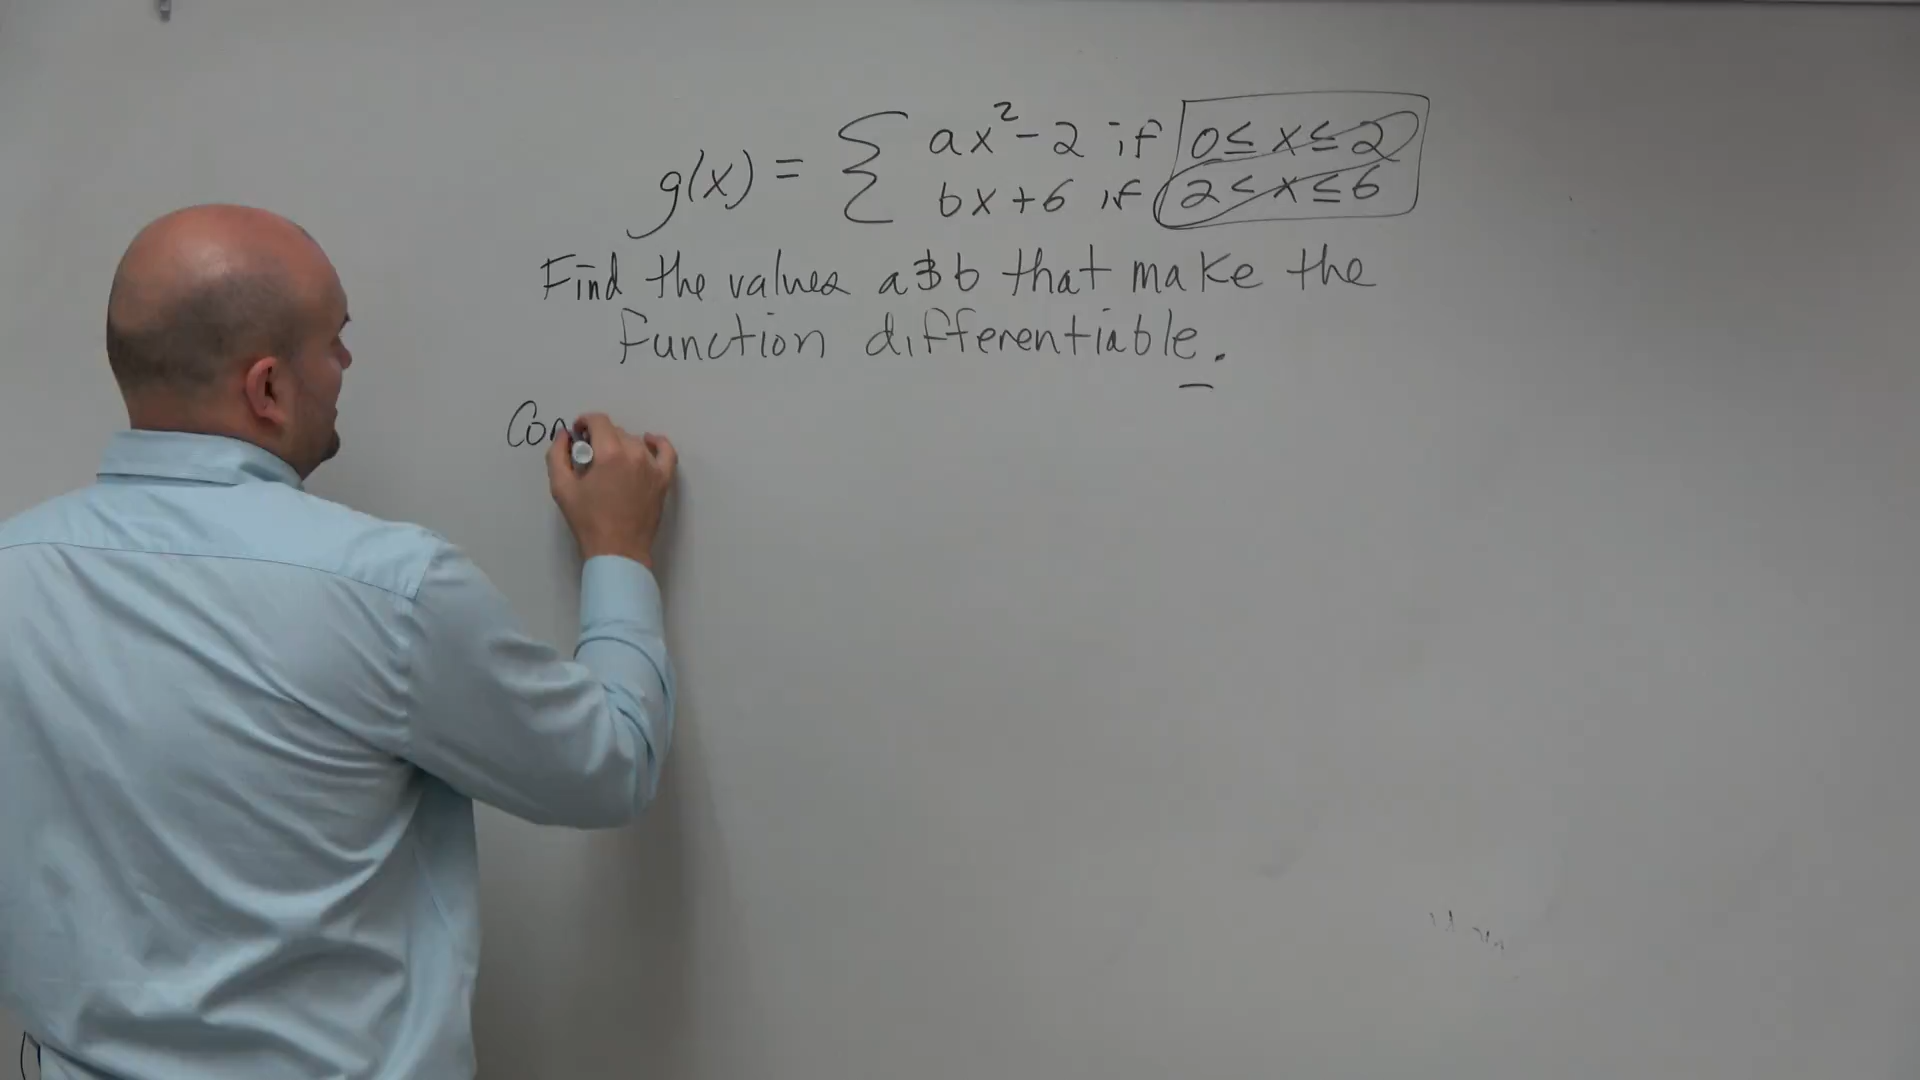 g(x) = { ax²-2 if 0≤x≤2
bx+6 if 2<x≤6
Find the values a & b that make the
function differentiable.
Con